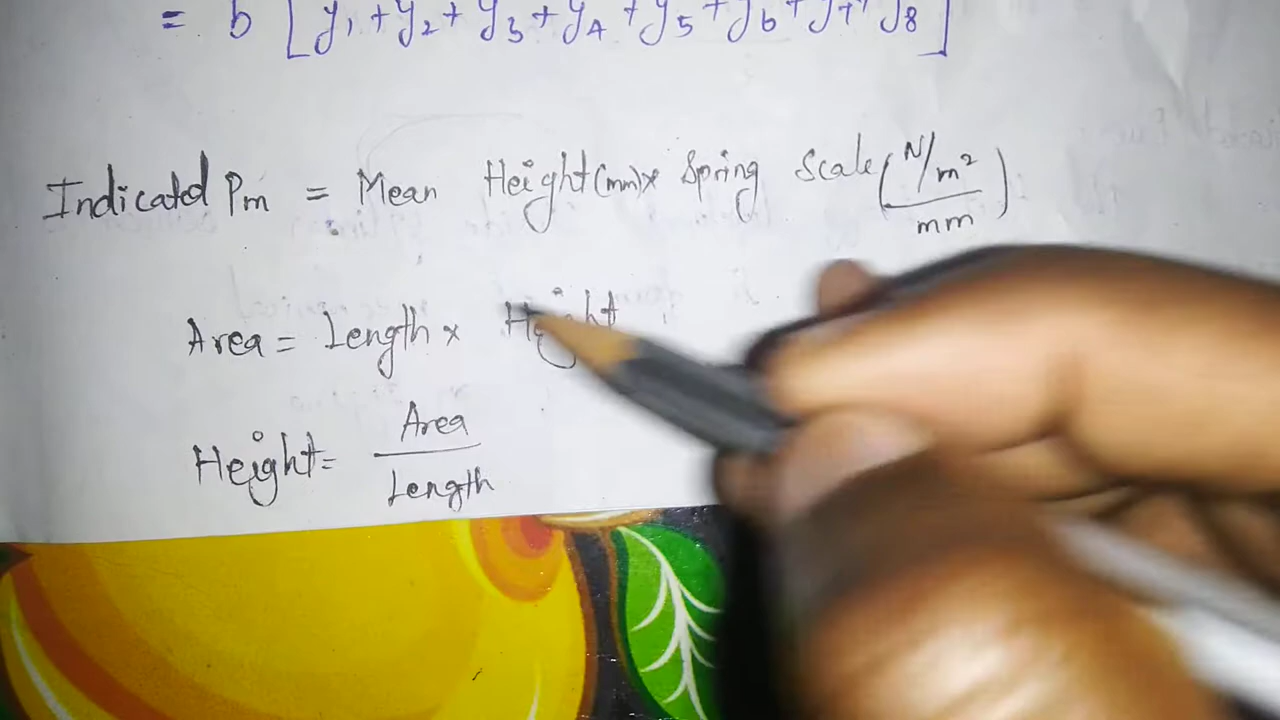 = b [y₁ + y₂ + y₃ + y₄ + y₅ + y₆ + y₇ + y₈]
Indicated Pm = Mean Height(mm)× Spring Scale (N/m² / mm)
Area = Length × Height
Height = Area / Length